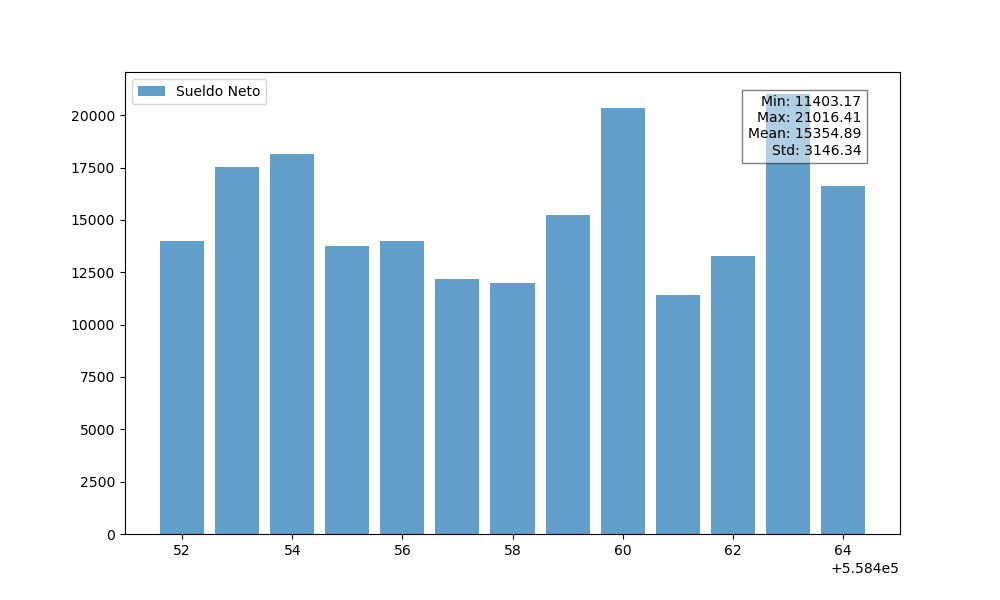 Sueldo Neto
Min: 11403.17
Max: 21016.41
Mean: 15354.89
Std: 3146.34
20000
17500
15000
12500
10000
7500
5000
2500
0
52 54 56 58 60 62 64
+5.584e5